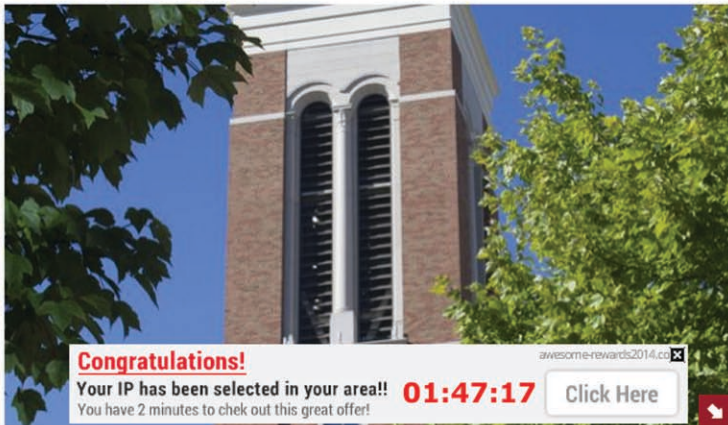 Congratulations!
awesome-rewards2014.co
Your IP has been selected in your area!!
01:47:17
Click Here
You have 2 minutes to chek out this great offer!